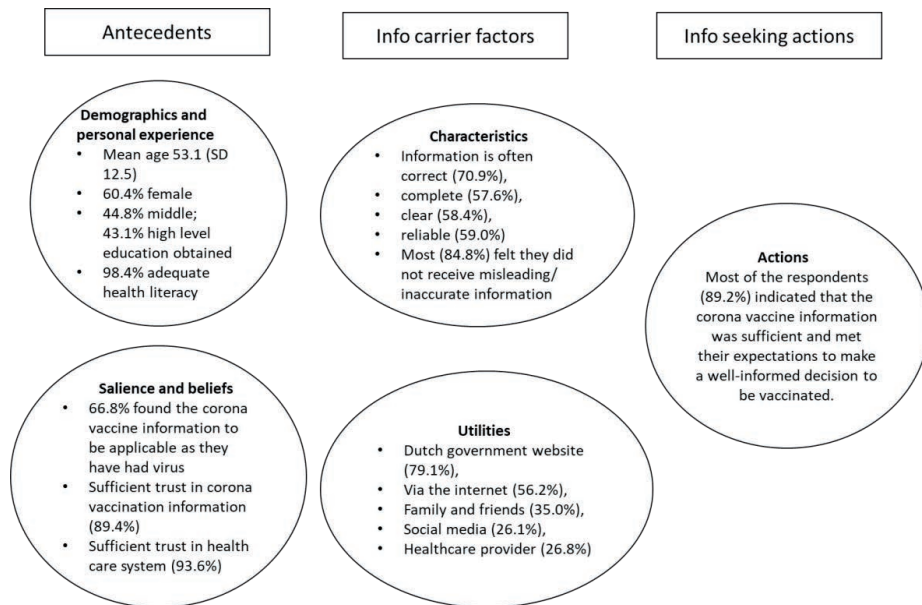 Antecedents
Info carrier factors
Info seeking actions
Demographics and
personal experience
• Mean age 53.1 (SD
12.5)
• 60.4% female
• 44.8% middle;
43.1% high level
education obtained
• 98.4% adequate
health literacy
Salience and beliefs
• 66.8% found the corona
vaccine information to
be applicable as they
have had virus
• Sufficient trust in corona
vaccination information
(89.4%)
• Sufficient trust in health
care system (93.6%)
Characteristics
• Information is often
correct (70.9%),
• complete (57.6%),
• clear (58.4%),
• reliable (59.0%)
• Most (84.8%) felt they did
not receive misleading/
inaccurate information
Utilities
• Dutch government website
(79.1%),
• Via the internet (56.2%),
• Family and friends (35.0%),
• Social media (26.1%),
• Healthcare provider (26.8%)
Actions
Most of the respondents
(89.2%) indicated that the
corona vaccine information
was sufficient and met
their expectations to make
a well-informed decision to
be vaccinated.